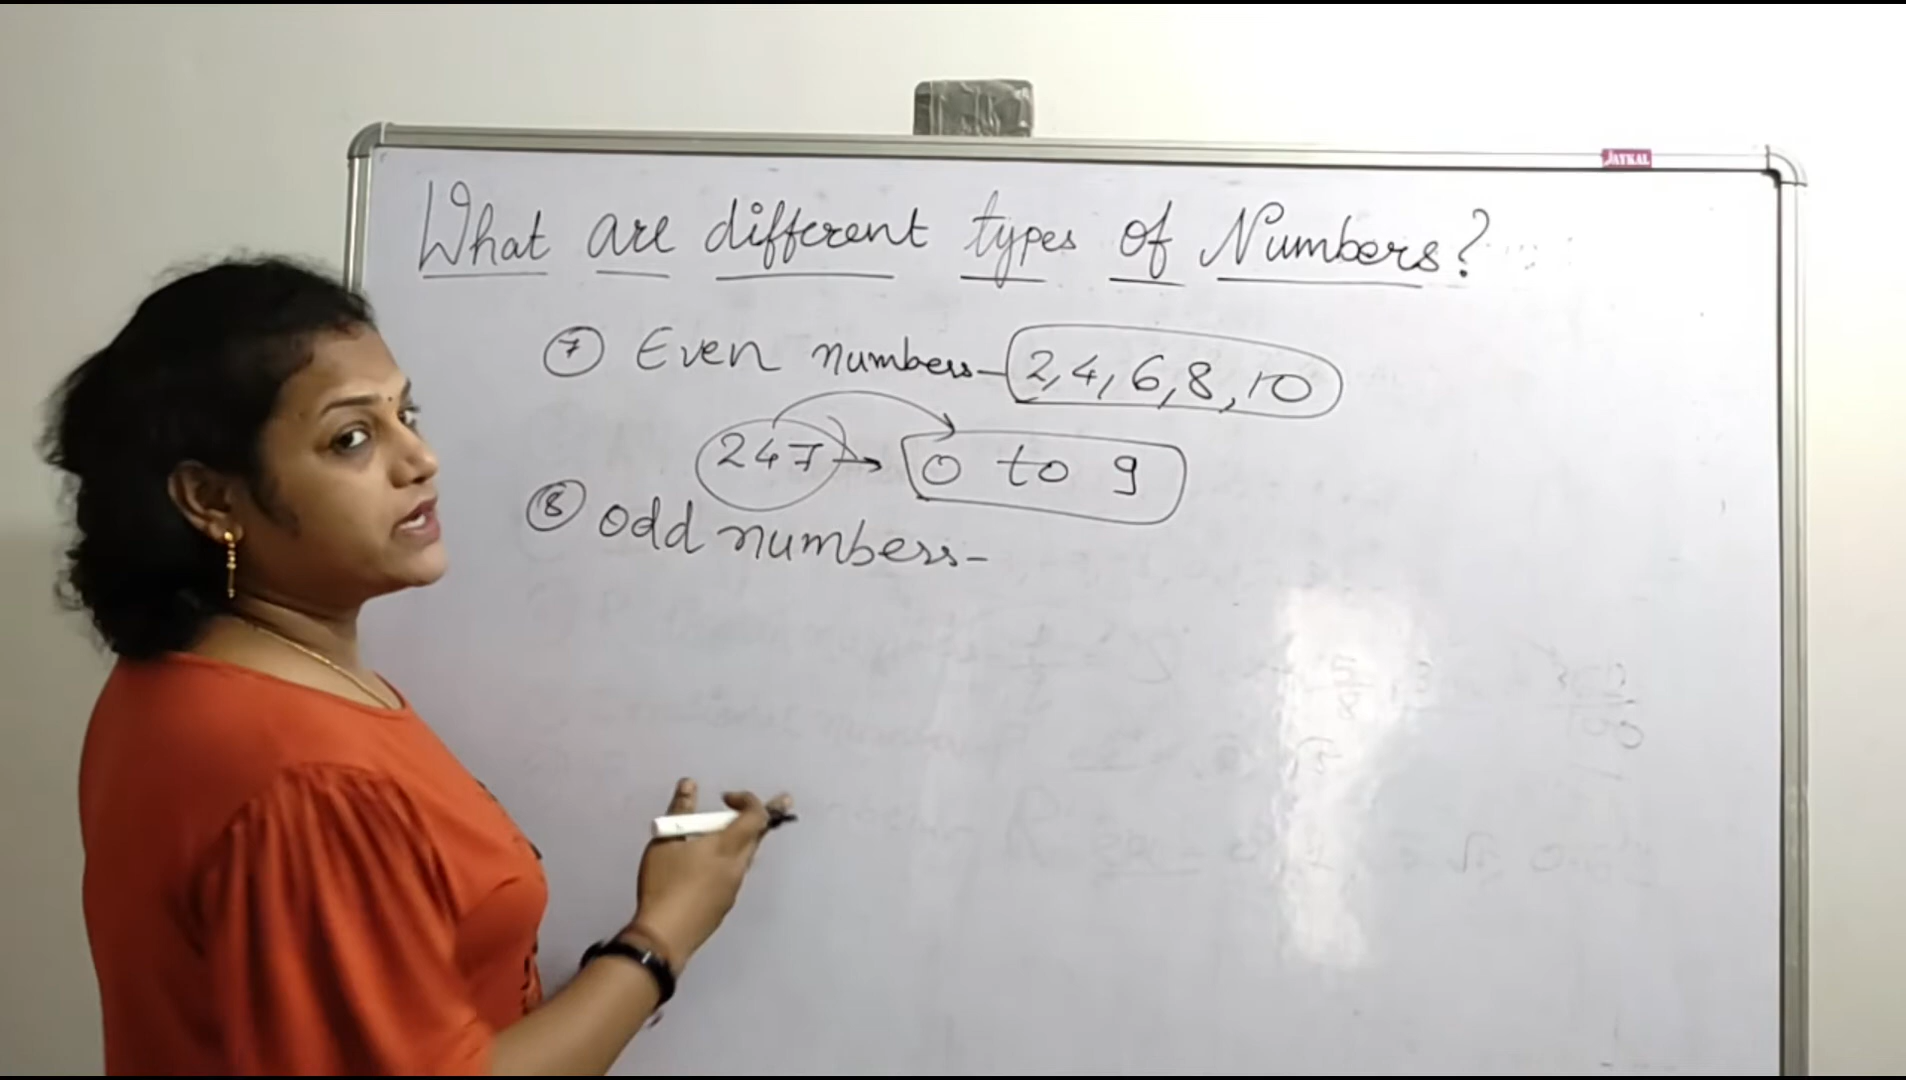 JAYKAL
What are different types of Numbers?
7 Even numbers - 2, 4, 6, 8, 10
247 → 0 to 9
8 odd numbers -